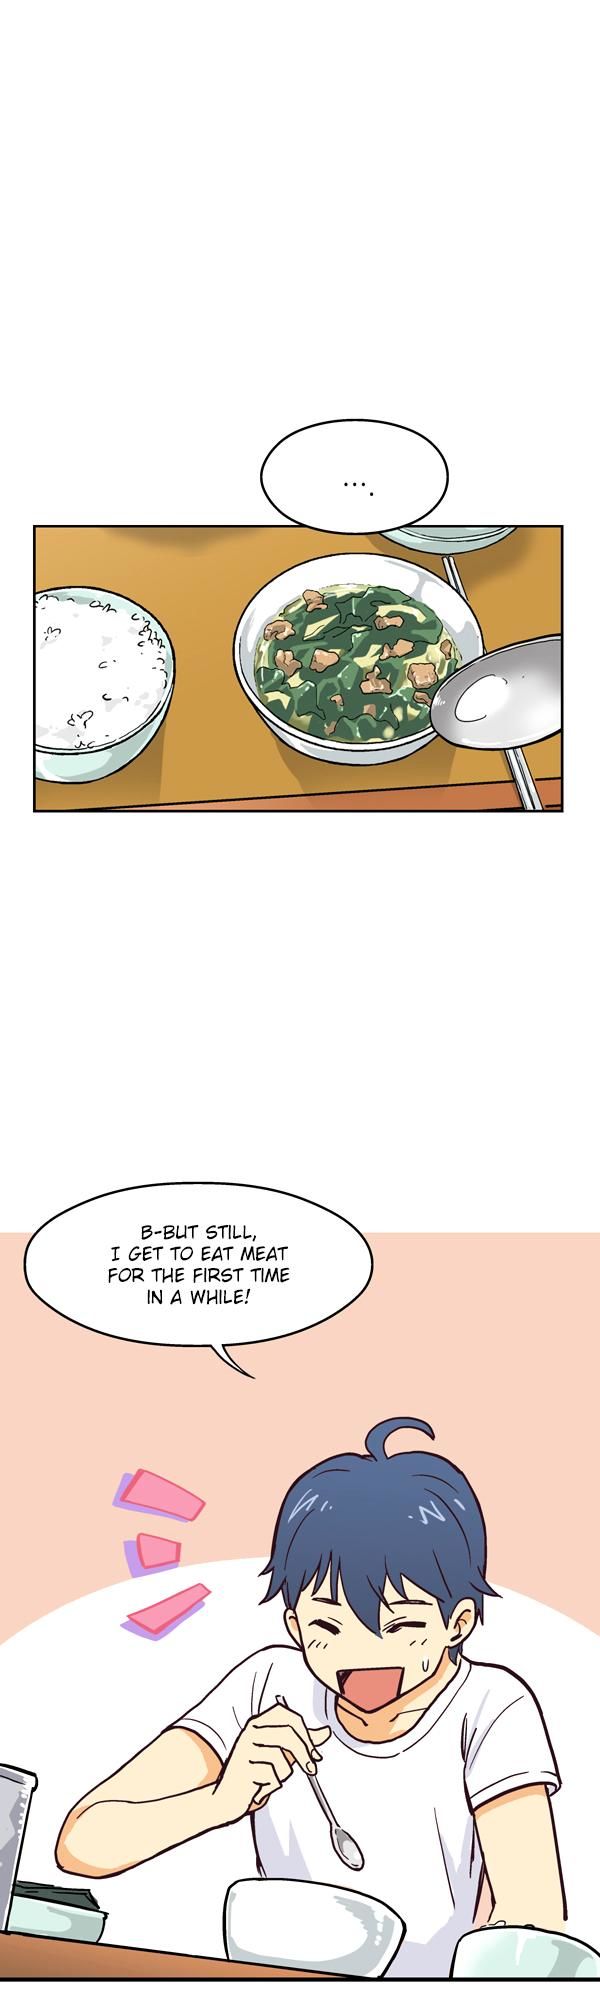 ....
B-BUT STILL,
I GET TO EAT MEAT
FOR THE FIRST TIME
IN A WHILE!